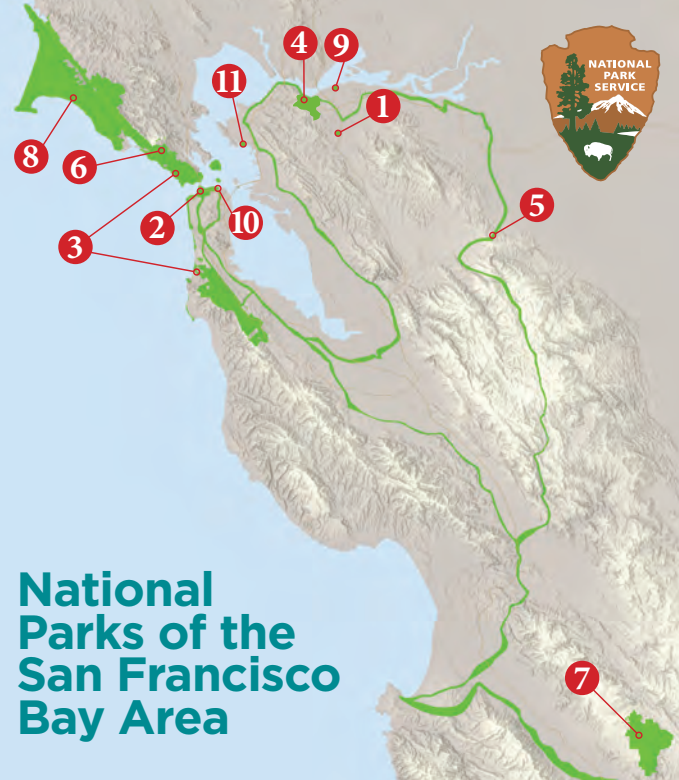 4
9
NATIONAL
PARK
SERVICE
11
1
8
6
5
2
10
3
7
National
Parks of the
San Francisco
Bay Area